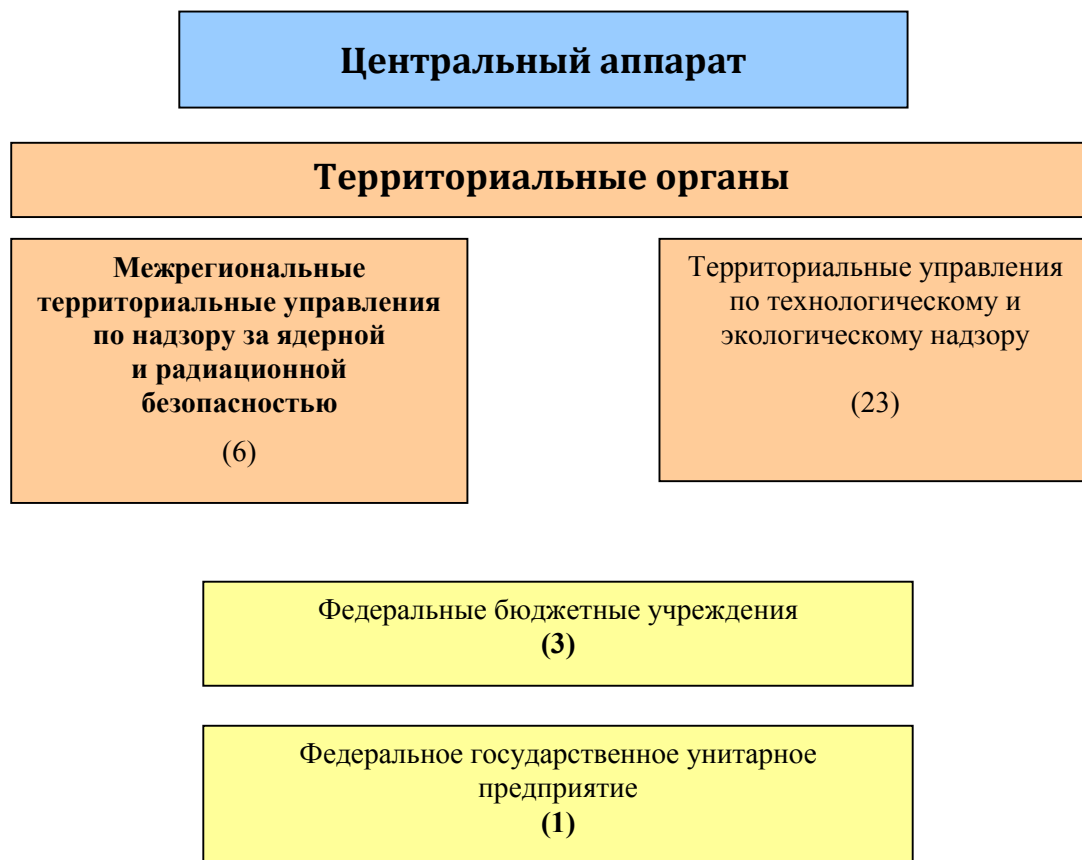 Центральный аппарат
Территориальные органы
Межрегиональные
территориальные управления
по надзору за ядерной
и радиационной
безопасностью
(6)
Территориальные управления
по технологическому и
экологическому надзору
(23)
Федеральные бюджетные учреждения
(3)
Федеральное государственное унитарное
предприятие
(1)